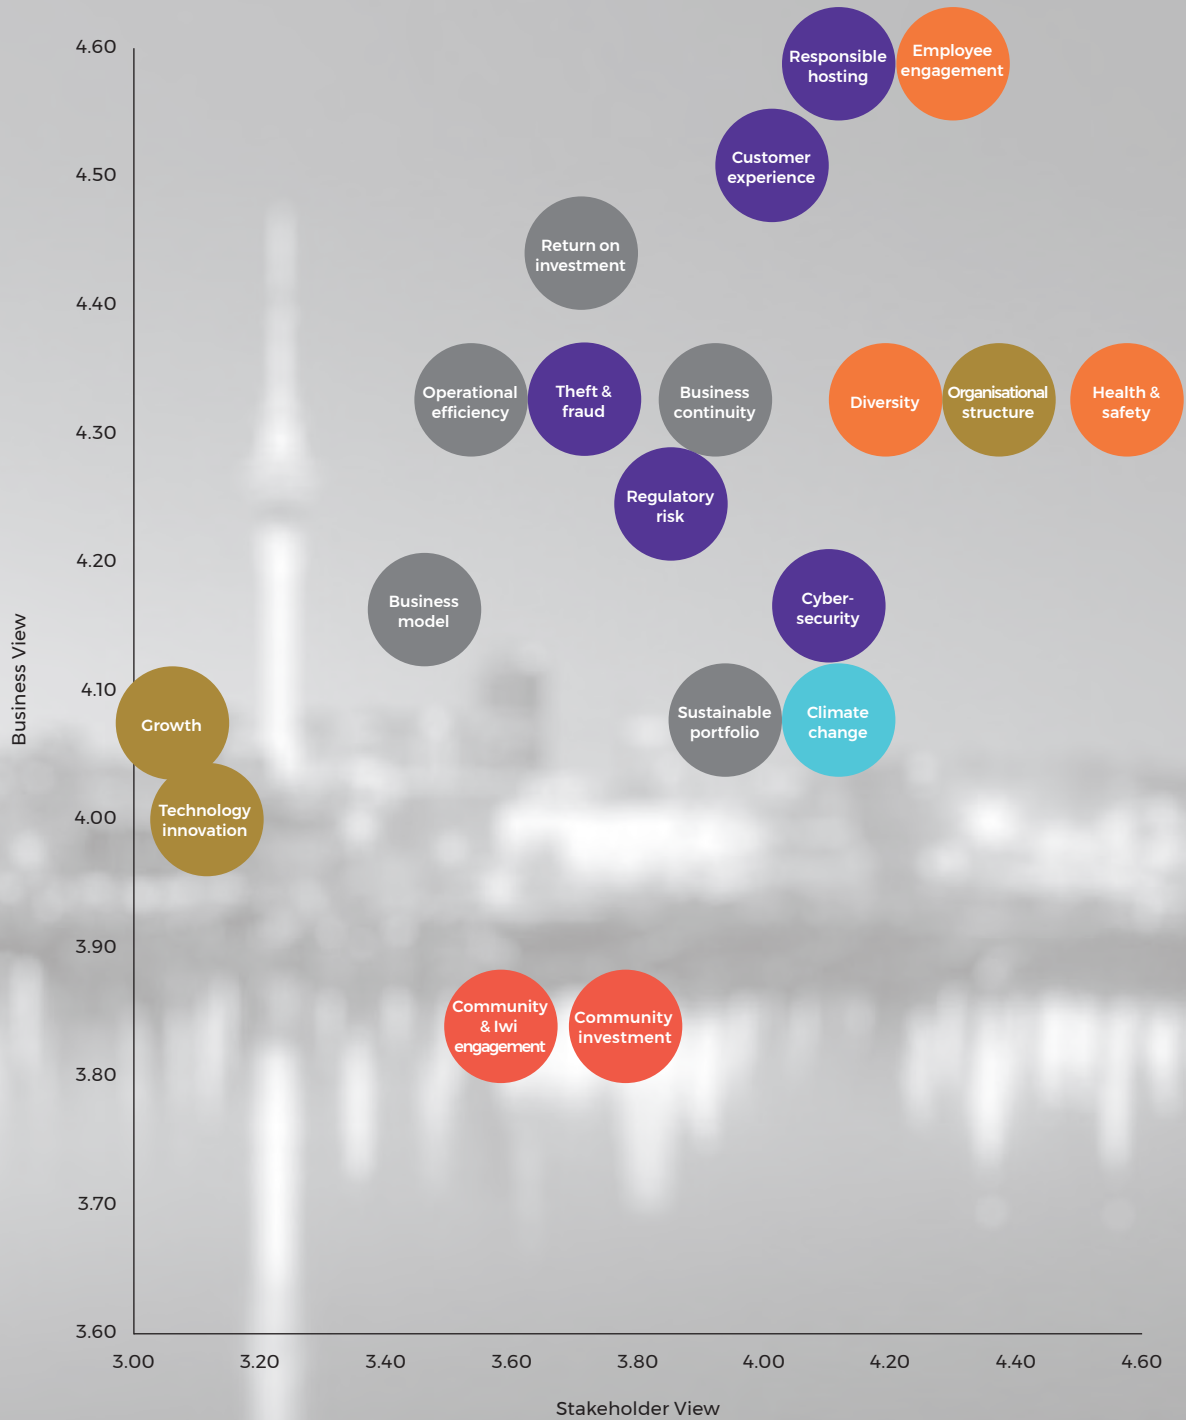 4.60
4.50
4.40
4.30
4.20
4.10
4.00
3.90
3.80
3.70
3.60
Business View
Responsible
hosting
Employee
engagement
Customer
experience
Return on
investment
Operational
efficiency
Theft &
fraud
Business
continuity
Diversity
Organisational
structure
Health &
safety
Regulatory
risk
Business
model
Cyber-
security
Growth
Sustainable
portfolio
Climate
change
Technology
innovation
Community
& Iwi
engagement
Community
investment
3.00 3.20 3.40 3.60 3.80 4.00 4.20 4.40 4.60
Stakeholder View